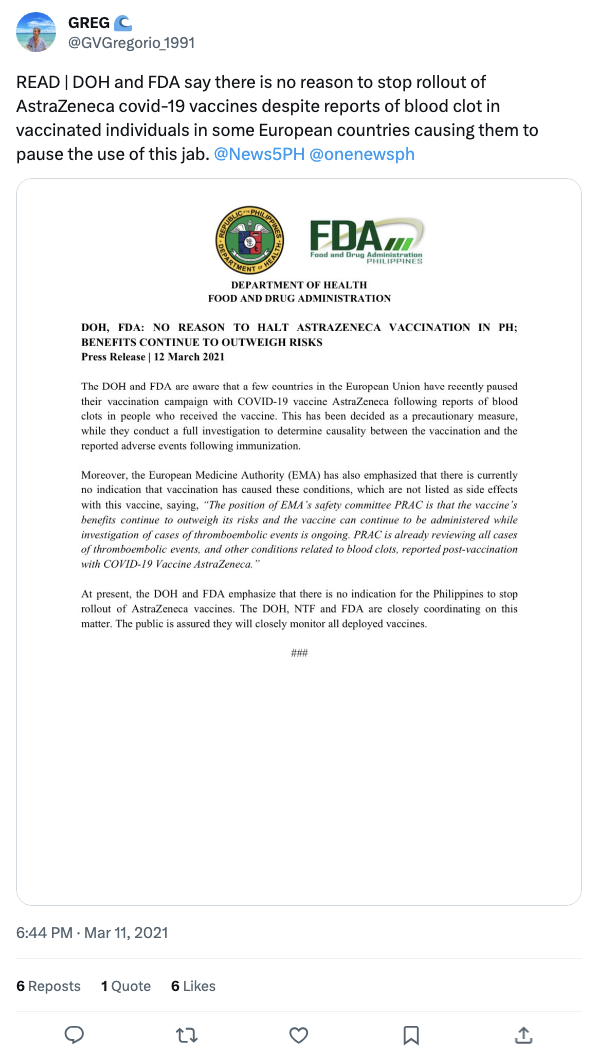 GREG 🌊
@GVGregorio_1991
READ | DOH and FDA say there is no reason to stop rollout of
AstraZeneca covid-19 vaccines despite reports of blood clot in
vaccinated individuals in some European countries causing them to
pause the use of this jab. @News5PH @onenewsph
REPUBLIC OF THE PHILIPPINES
DEPARTMENT OF HEALTH
FDA
Food and Drug Administration
PHILIPPINES
DEPARTMENT OF HEALTH
FOOD AND DRUG ADMINISTRATION
DOH, FDA: NO REASON TO HALT ASTRAZENECA VACCINATION IN PH;
BENEFITS CONTINUE TO OUTWEIGH RISKS
Press Release | 12 March 2021
The DOH and FDA are aware that a few countries in the European Union have recently paused
their vaccination campaign with COVID-19 vaccine AstraZeneca following reports of blood
clots in people who received the vaccine. This has been decided as a precautionary measure,
while they conduct a full investigation to determine causality between the vaccination and the
reported adverse events following immunization.
Moreover, the European Medicine Authority (EMA) has also emphasized that there is currently
no indication that vaccination has caused these conditions, which are not listed as side effects
with this vaccine, saying, “The position of EMA’s safety committee PRAC is that the vaccine’s
benefits continue to outweigh its risks and the vaccine can continue to be administered while
investigation of cases of thromboembolic events is ongoing. PRAC is already reviewing all cases
of thromboembolic events, and other conditions related to blood clots, reported post-vaccination
with COVID-19 Vaccine AstraZeneca.”
At present, the DOH and FDA emphasize that there is no indication for the Philippines to stop
rollout of AstraZeneca vaccines. The DOH, NTF and FDA are closely coordinating on this
matter. The public is assured they will closely monitor all deployed vaccines.
###
6:44 PM · Mar 11, 2021
6 Reposts 1 Quote 6 Likes